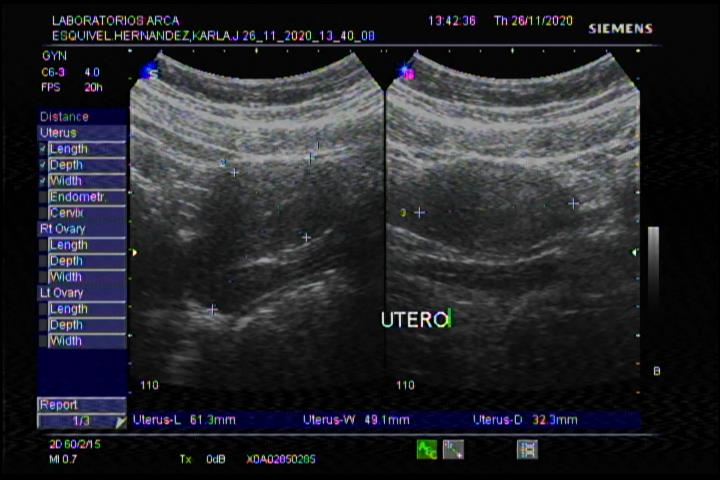 LABORATORIOS ARCA
13:42:36 Th 26/11/2020
SIEMENS
ESQUIVEL.HERNANDEZ,KARLA.J 26_11_2020_13_40_08
GYN
C6-3 4.0
FPS 20h
S
Distance
Uterus
Length
Depth
Width
Endometr.
Cervix
Rt Ovary
Length
Depth
Width
Lt Ovary
Length
Depth
Width
3
UTERO
B
110
110
Report
1/3
Uterus-L 61.3mm Uterus-W 49.1mm Uterus-D 32.3mm
2D 60/2/15
MI 0.7 Tx 0dB